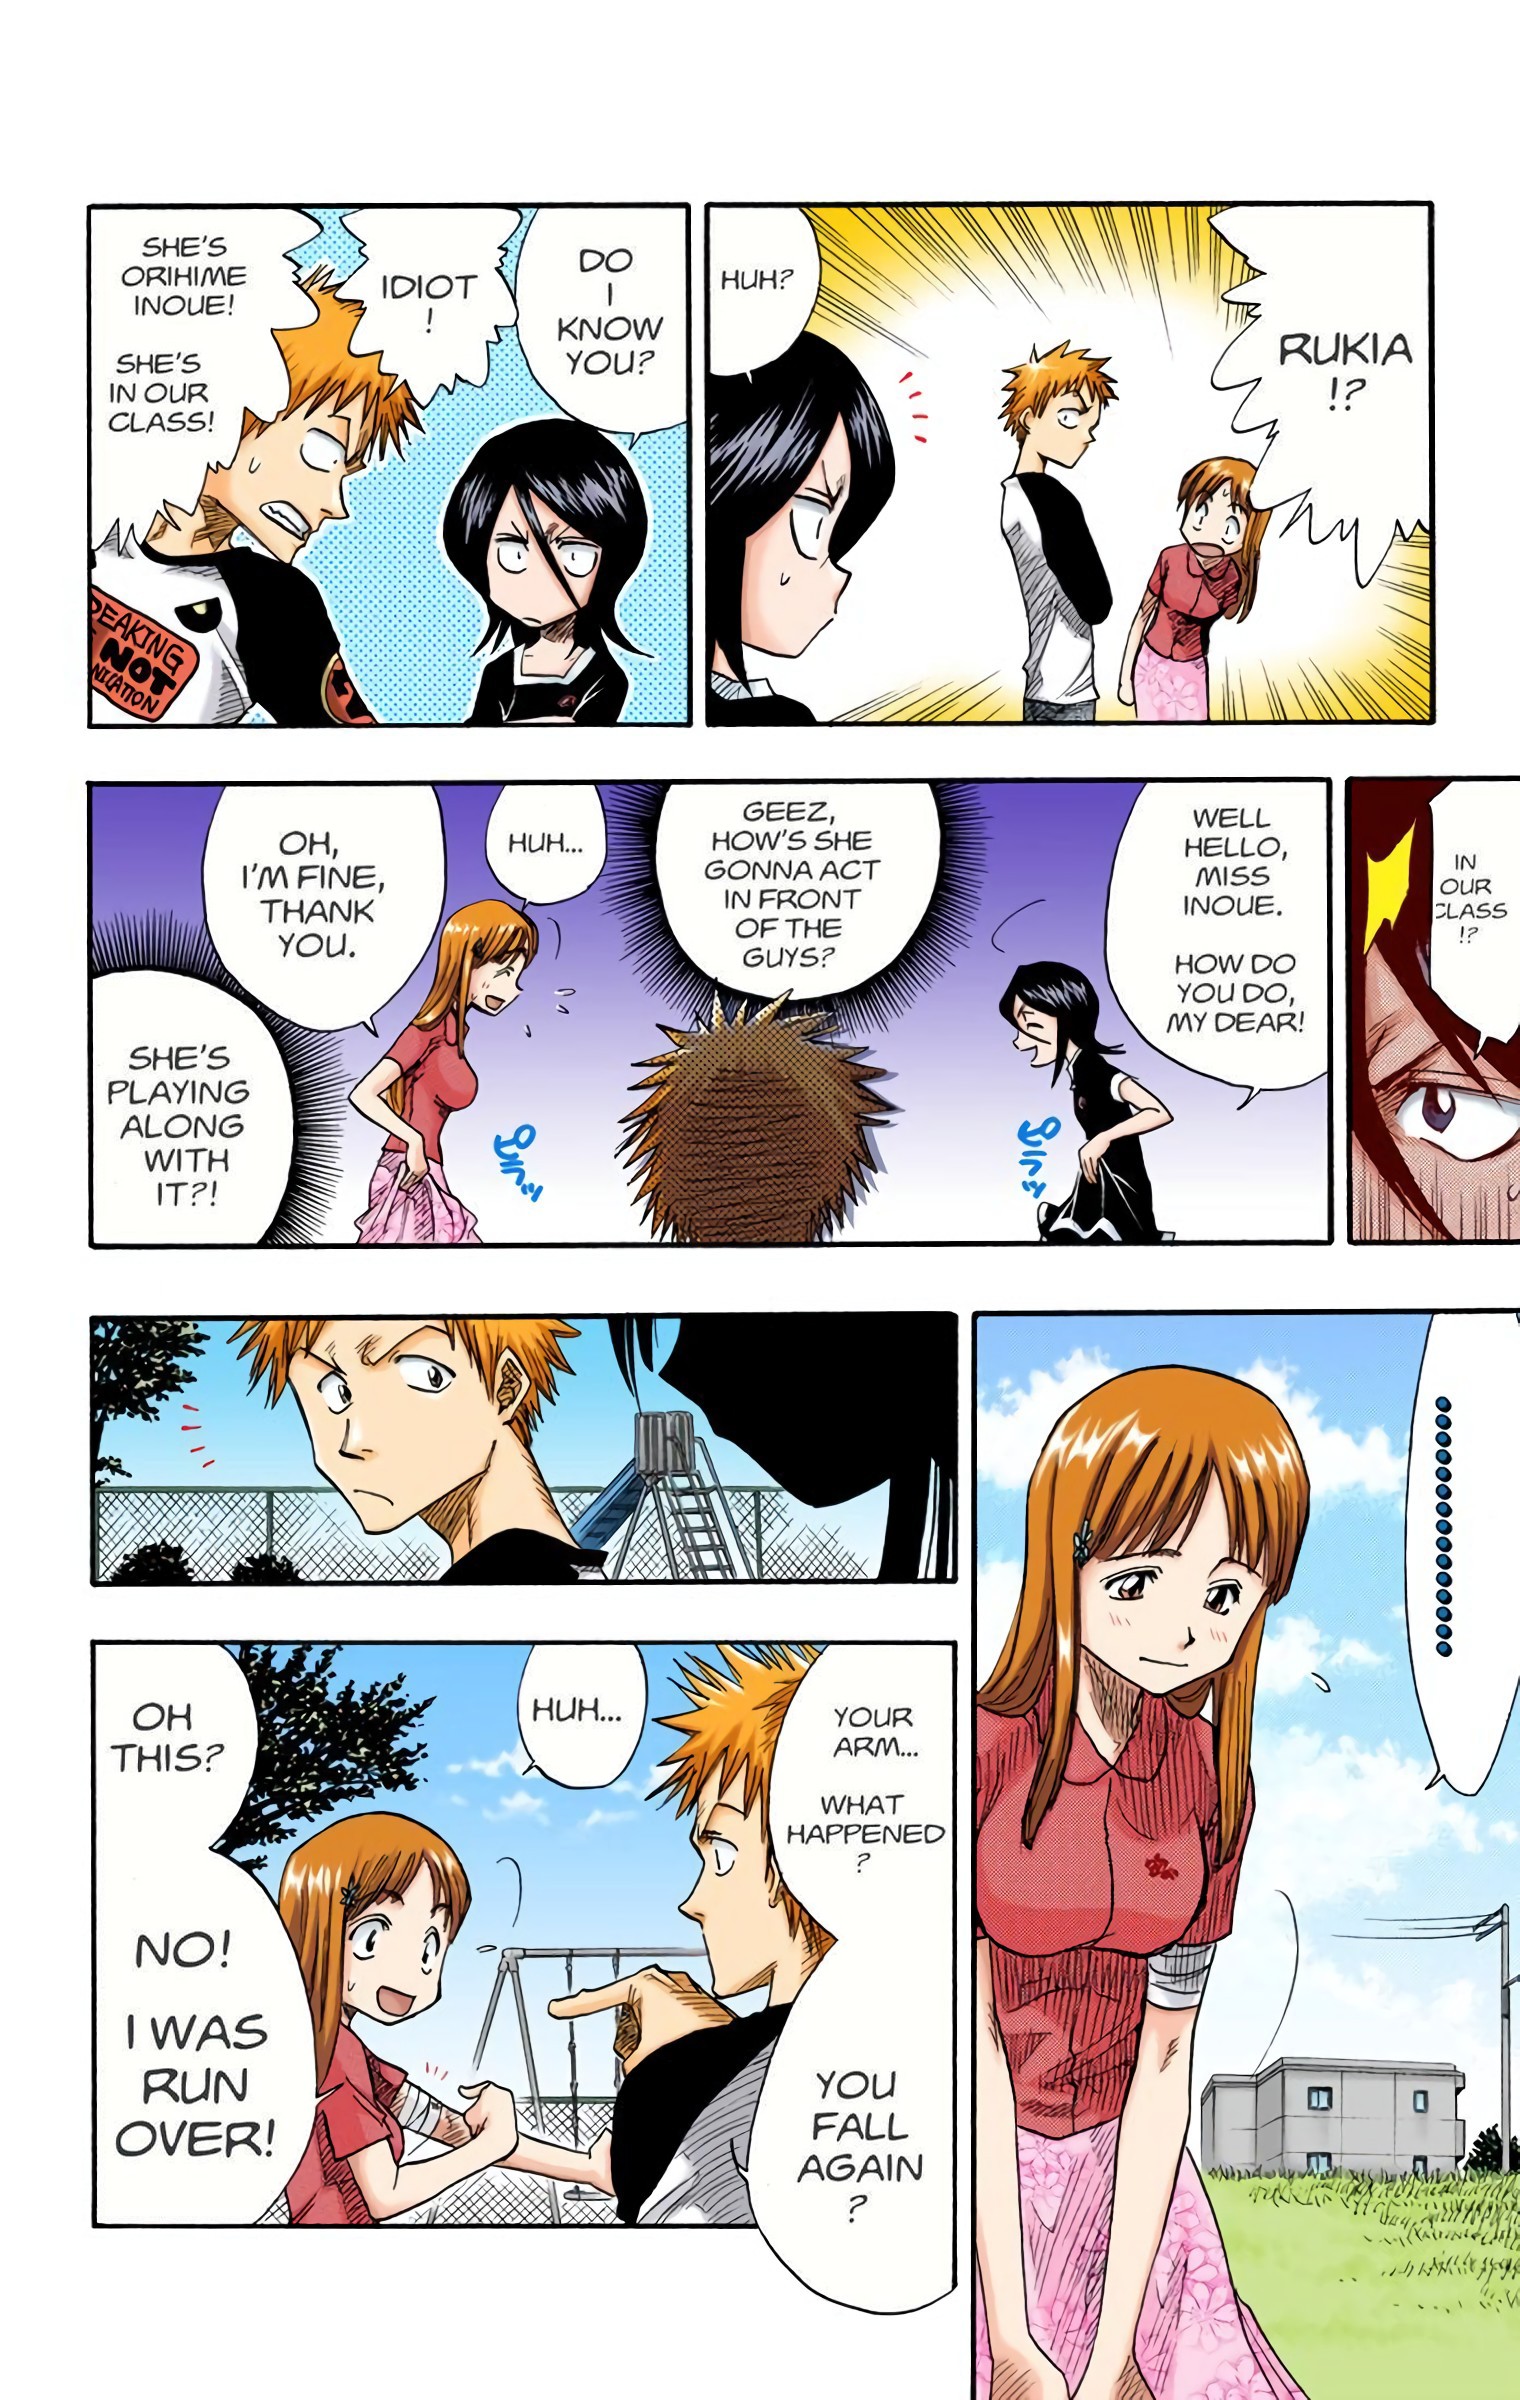 RUKIA
!?
HUH?
DO
I
KNOW
YOU?
IDIOT
!
SHE'S
ORIHIME
INOUE!
SHE'S
IN OUR
CLASS!
NOT
IN
OUR
CLASS
!?
WELL
HELLO,
MISS
INOUE.
HOW DO
YOU DO,
MY DEAR!
GEEZ,
HOW'S SHE
GONNA ACT
IN FRONT
OF THE
GUYS?
HUH...
OH,
I'M FINE,
THANK
YOU.
SHE'S
PLAYING
ALONG
WITH
IT?!
YOUR
ARM...
WHAT
HAPPENED
?
YOU
FALL
AGAIN
?
HUH...
OH
THIS?
NO!
I WAS
RUN
OVER!